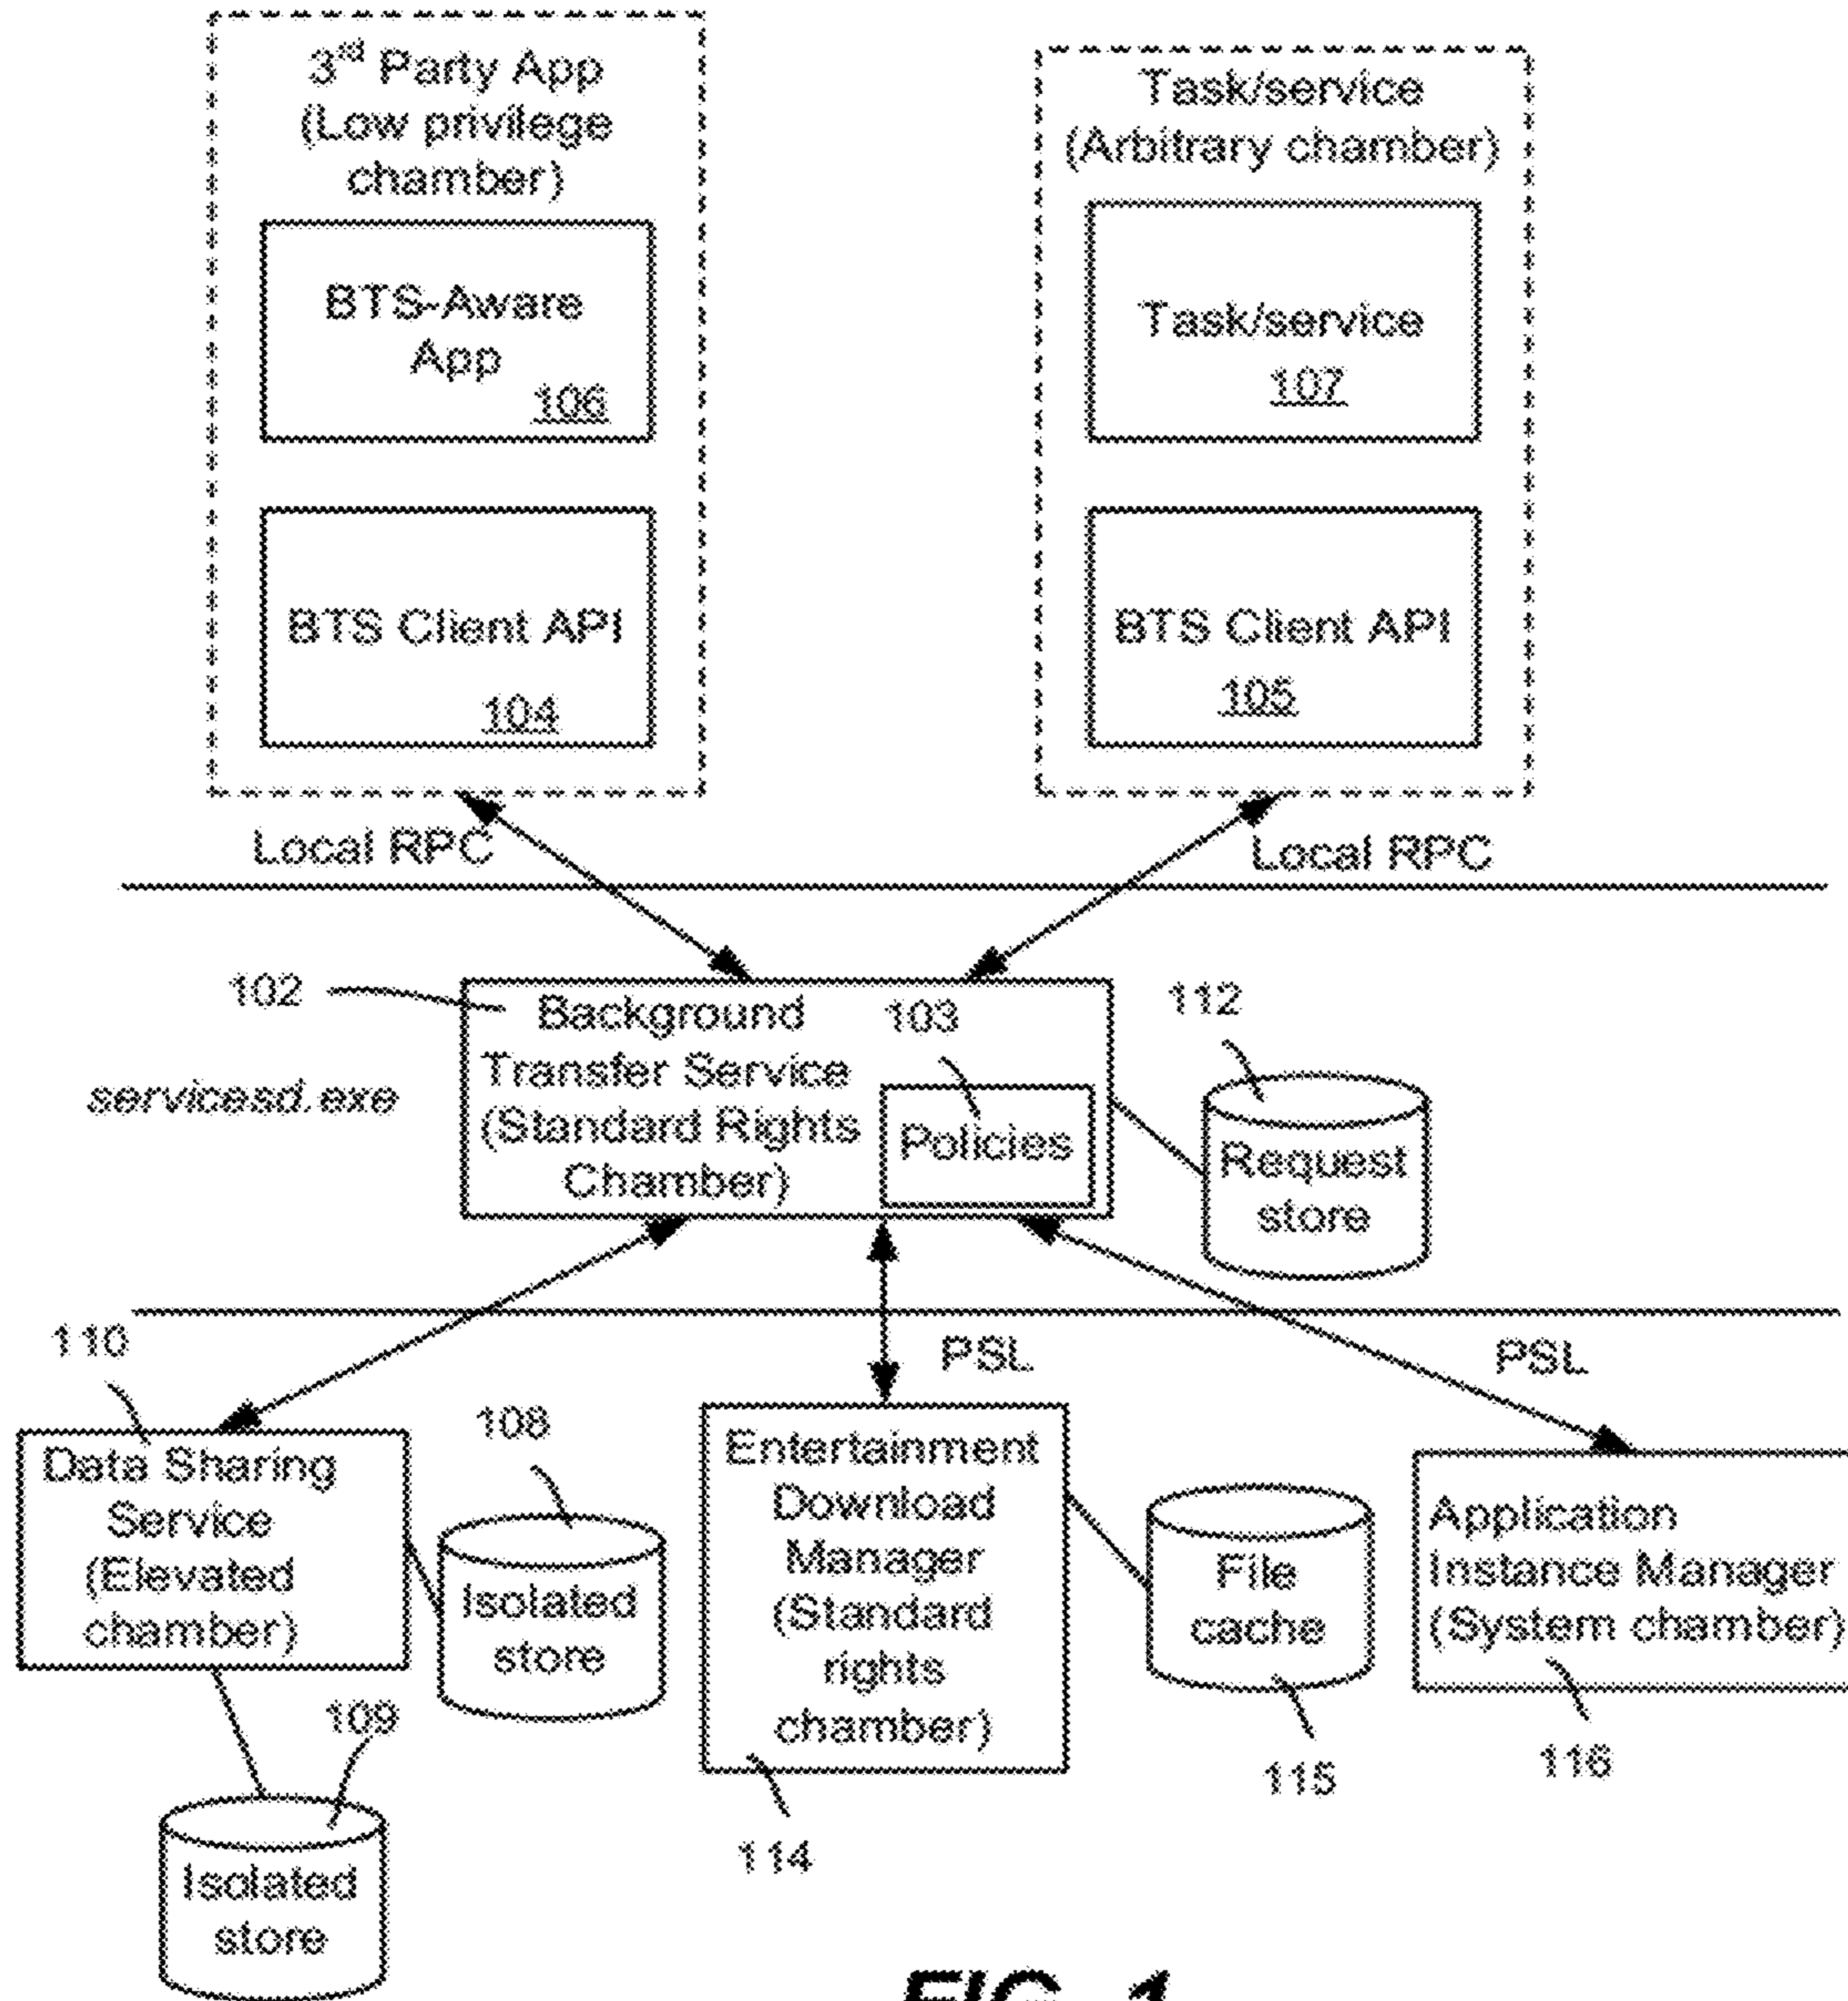 3rd Party App
(Low privilege
chamber)
BTS-Aware
App
106
BTS Client API
104
Task/service
(Arbitrary chamber)
Task/service
107
BTS Client API
105
Local RPC
Local RPC
102
Background
Transfer Service
(Standard Rights
Chamber)
103
Policies
112
Request
store
servicesd.exe
110
Data Sharing
Service
(Elevated
chamber)
108
Isolated
store
109
Isolated
store
PSL
Entertainment
Download
Manager
(Standard
rights
chamber)
114
File
cache
115
PSL
Application
Instance Manager
(System chamber)
116
FIG. 1